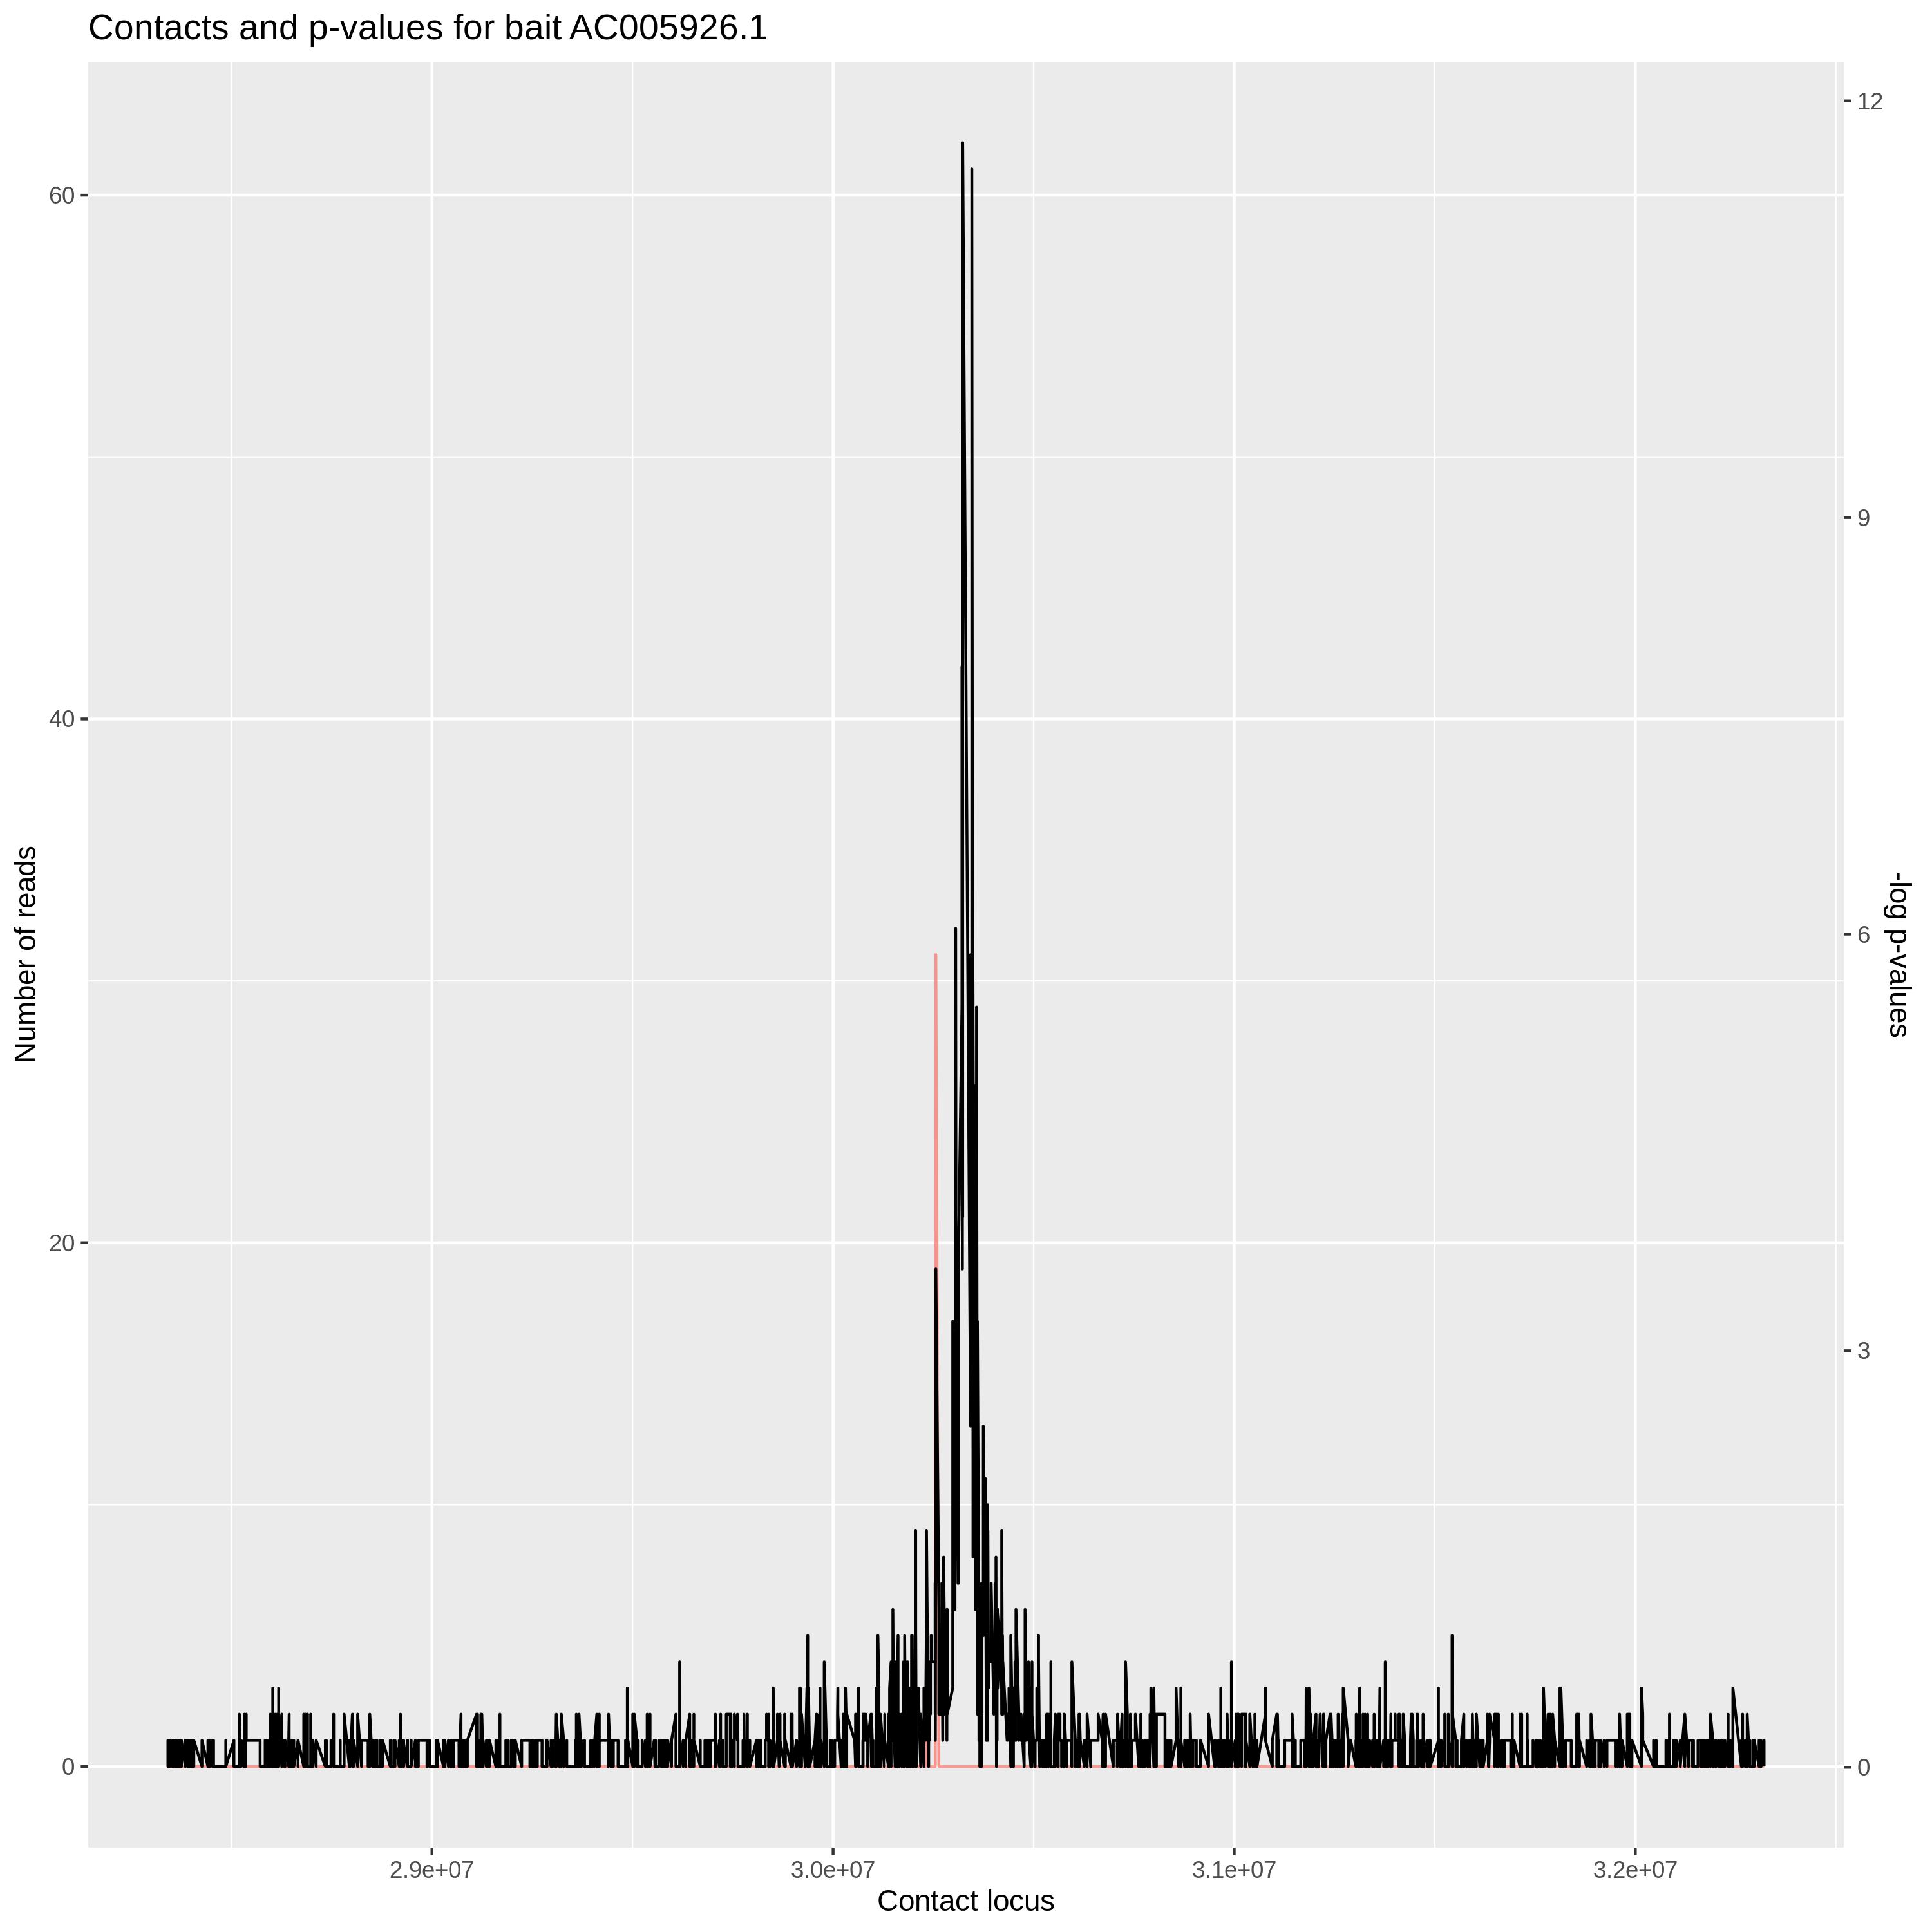 Contacts and p-values for bait AC005926.1
60
40
20
0
12
9
6
3
0
Number of reads
-log p-values
2.9e+07
3.0e+07
3.1e+07
3.2e+07
Contact locus